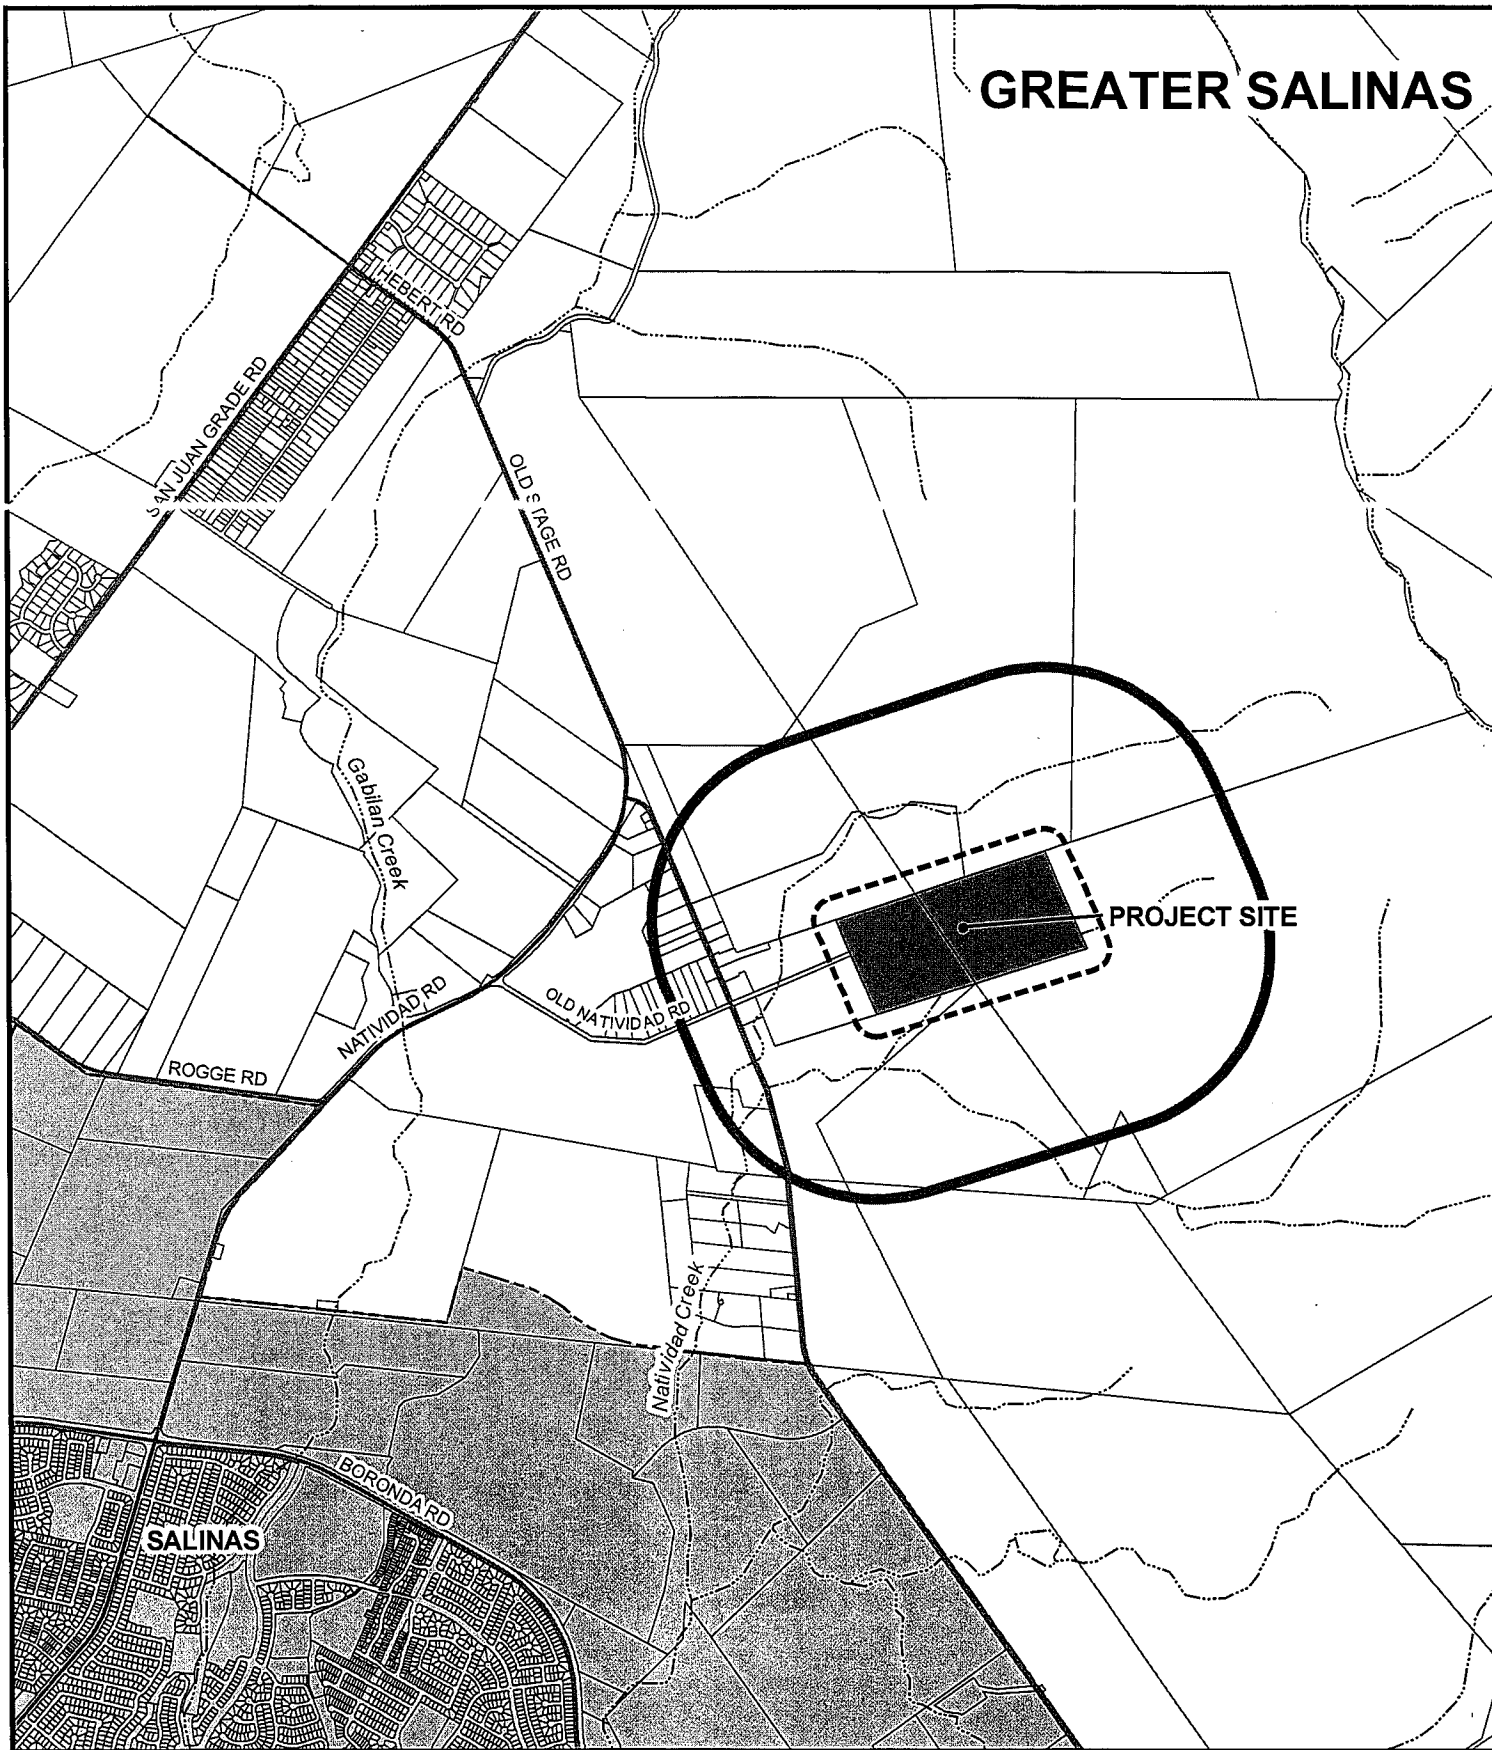 GREATER SALINAS
HEBERT RD
SAN JUAN GRADE RD
OLD STAGE RD
Gabilan Creek
PROJECT SITE
NATIVIDAD RD
OLD NATIVIDAD RD
ROGGE RD
Natividad Creek
BORONDA RD
SALINAS